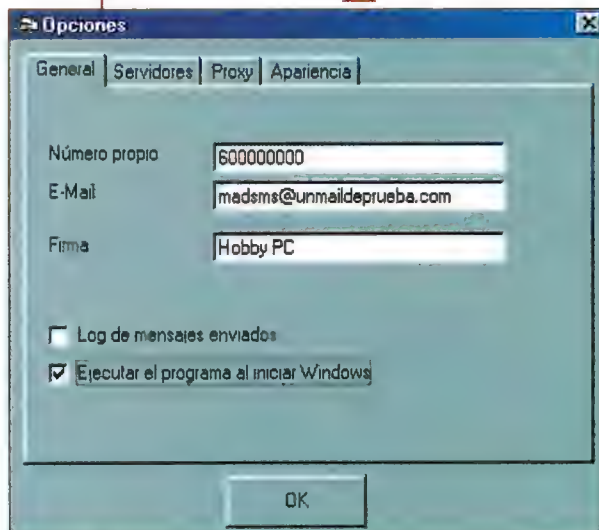 Opciones
General Servidores Proxy Apariencia
Número propio 600000000
E-Mail madsms@unmaildeprueba.com
Firma Hobby PC
Log de mensajes enviados
Ejecutar el programa al iniciar Windows
OK